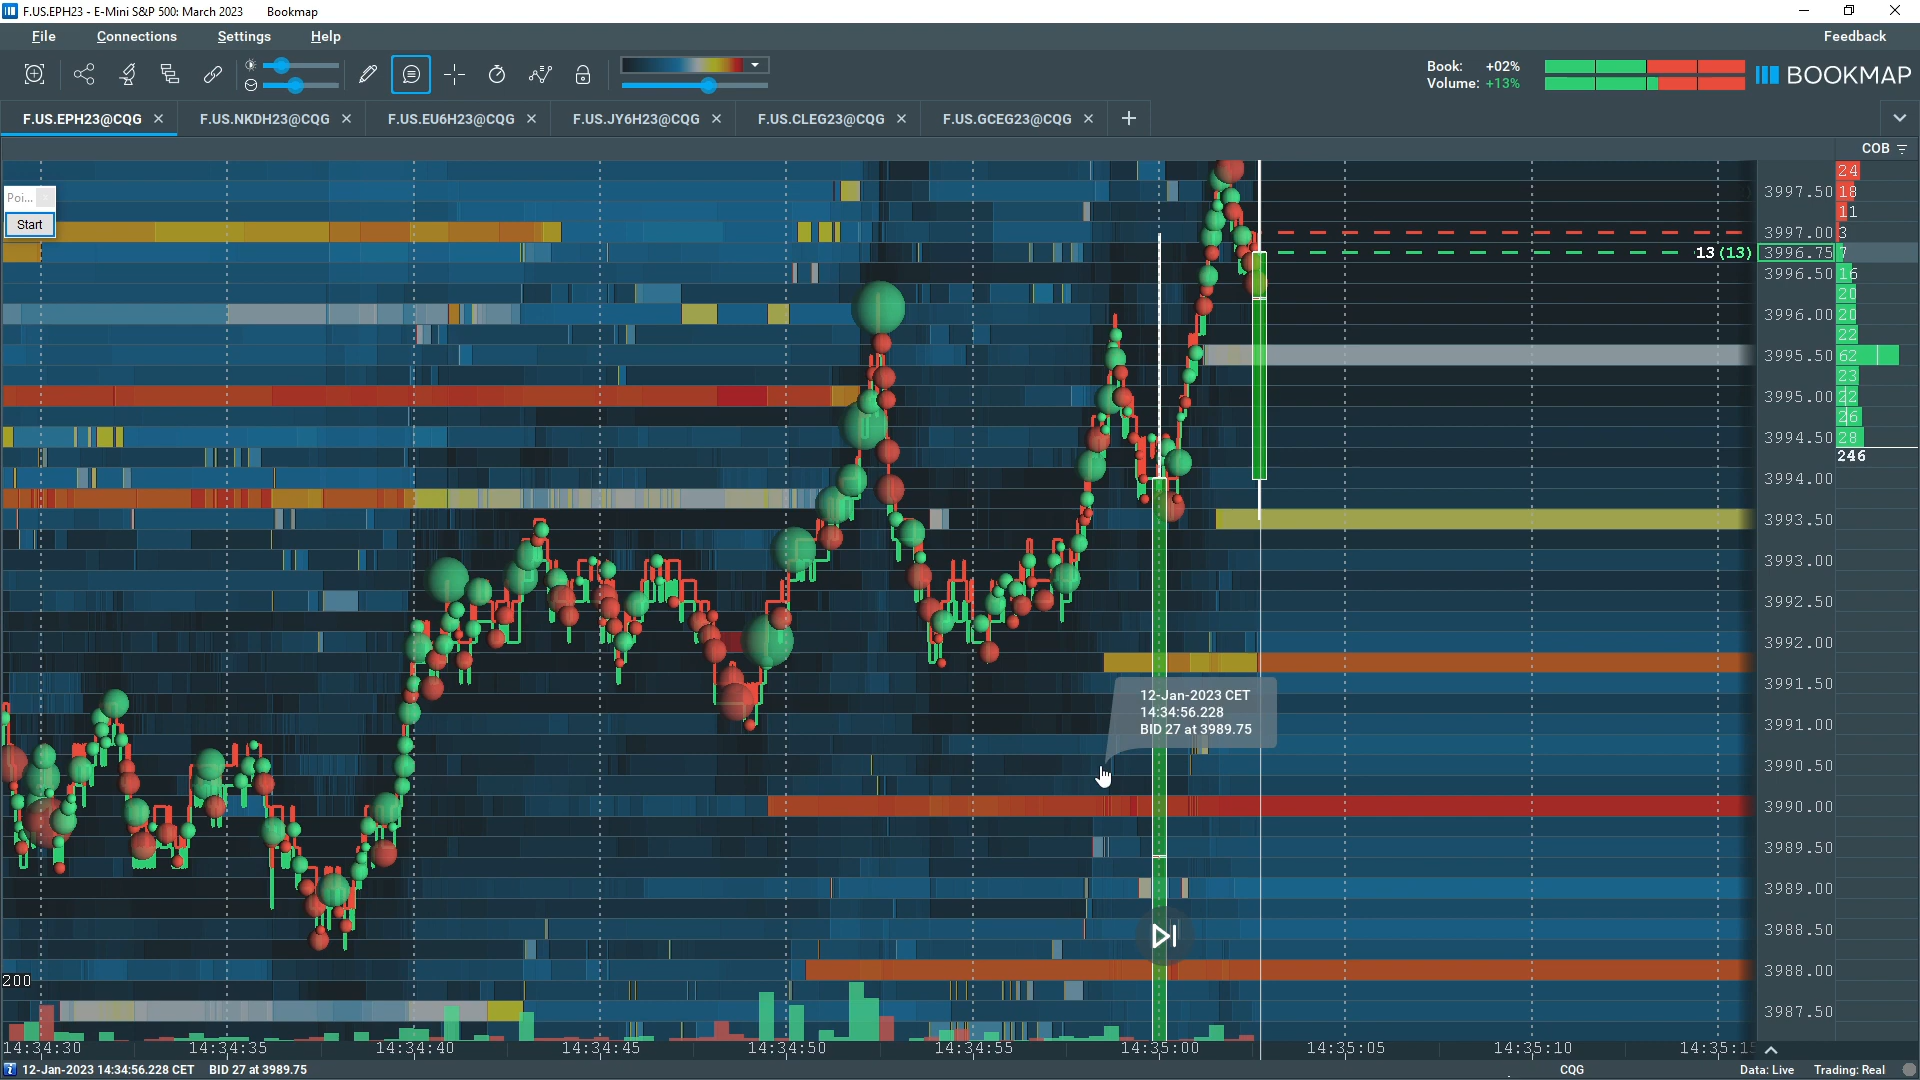 F.US.EPH23 - E-Mini S&P 500: March 2023 Bookmap
File Connections Settings Help Feedback
Book: +02%
Volume: +13%
BOOKMAP
F.US.EPH23@CQG F.US.NKDH23@CQG F.US.EU6H23@CQG F.US.JY6H23@CQG F.US.CLEG23@CQG F.US.GCEG23@CQG
COB
24
3997.50 18
11
3997.00 3
13 (13) 3996.75 7
3996.50 16
20
3996.00 20
22
3995.50 62
23
3995.00 22
26
3994.50 28
246
3994.00
3993.50
3993.00
3992.50
3992.00
3991.50
3991.00
3990.50
3990.00
3989.50
3989.00
3988.50
3988.00
3987.50
Poi...
Start
12-Jan-2023 CET
14:34:56.228
BID 27 at 3989.75
200
14:34:30 14:34:35 14:34:40 14:34:45 14:34:50 14:34:55 14:35:00 14:35:05 14:35:10
12-Jan-2023 14:34:56.228 CET BID 27 at 3989.75 CQG Data: Live Trading: Real